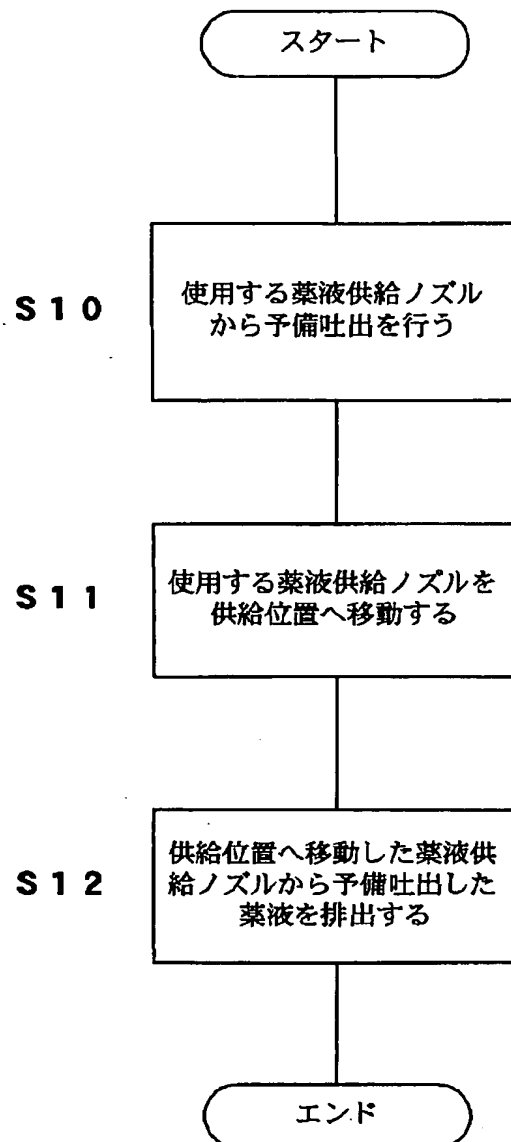 スタート
S10
使用する薬液供給ノズル
から予備吐出を行う
S11
使用する薬液供給ノズルを
供給位置へ移動する
S12
供給位置へ移動した薬液供
給ノズルから予備吐出した
薬液を排出する
エンド